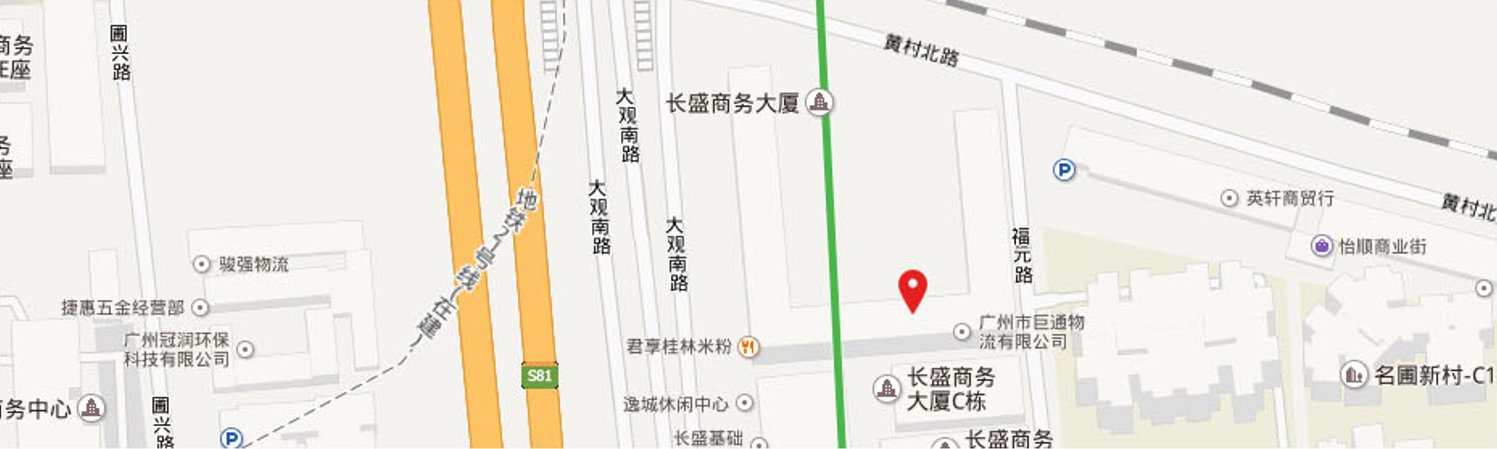 商务
E座
圃兴路
黄村北路
长盛商务大厦
大观南路
务
座
P
英轩商贸行
大观南路
地铁21号线(在建)
黄村北
大观南路
福元路
怡顺商业街
骏强物流
捷惠五金经营部
广州冠润环保
科技有限公司
君享桂林米粉
广州市巨通物
流有限公司
S81
长盛商务
大厦C栋
名圃新村-C1
商务中心
逸城休闲中心
圃兴路
P
长盛基础
长盛商务